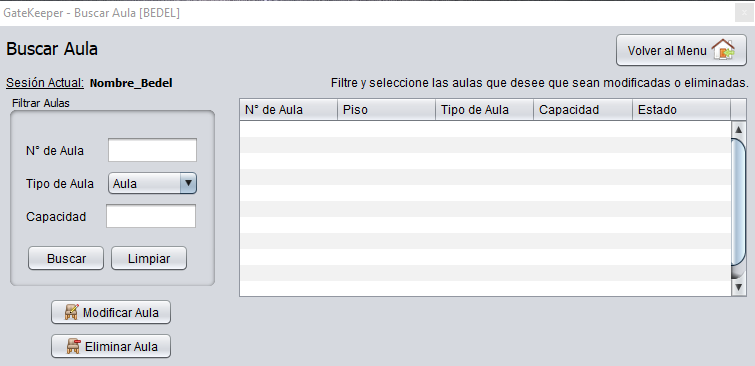 GateKeeper - Buscar Aula [BEDEL]
Buscar Aula
Volver al Menu
Sesión Actual: Nombre_Bedel
Filtre y seleccione las aulas que desee que sean modificadas o eliminadas.
Filtrar Aulas
N° de Aula
Tipo de Aula Aula
Capacidad
Buscar Limpiar
Modificar Aula
Eliminar Aula
N° de Aula Piso Tipo de Aula Capacidad Estado